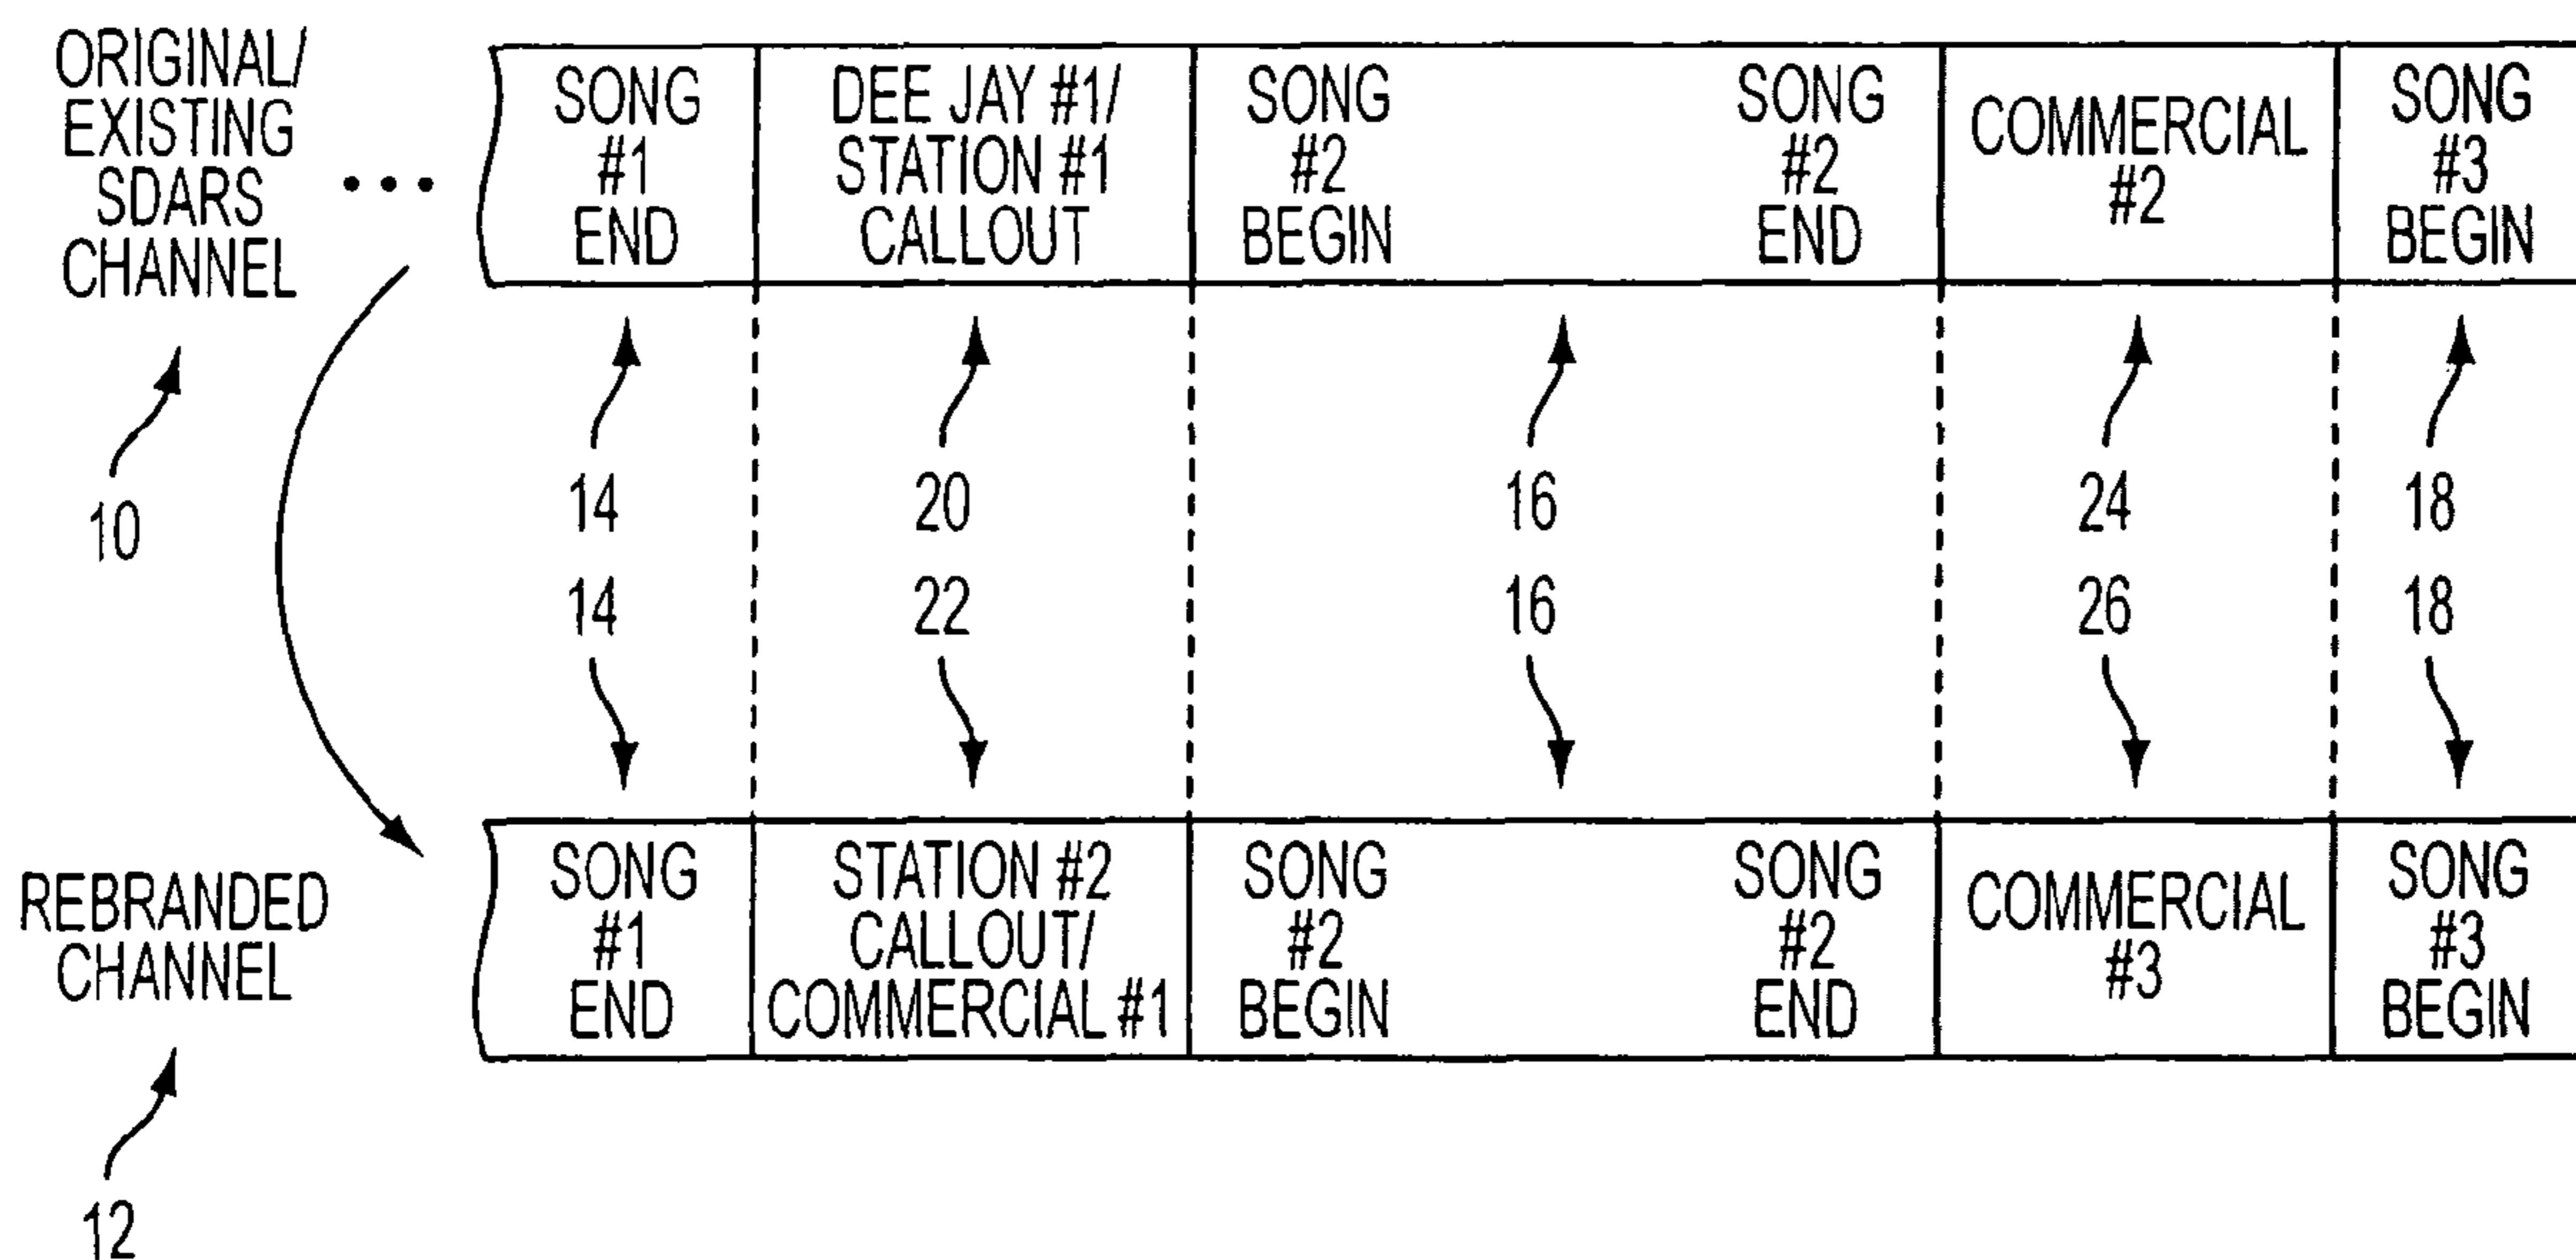 ORIGINAL/
EXISTING
SDARS
CHANNEL
10
SONG
#1
END
DEE JAY #1/
STATION #1
CALLOUT
SONG
#2
BEGIN
SONG
#2
END
COMMERCIAL
#2
SONG
#3
BEGIN
14 20 16 24 18
14 22 16 26 18
REBRANDED
CHANNEL
12
SONG
#1
END
STATION #2
CALLOUT/
COMMERCIAL #1
SONG
#2
BEGIN
SONG
#2
END
COMMERCIAL
#3
SONG
#3
BEGIN